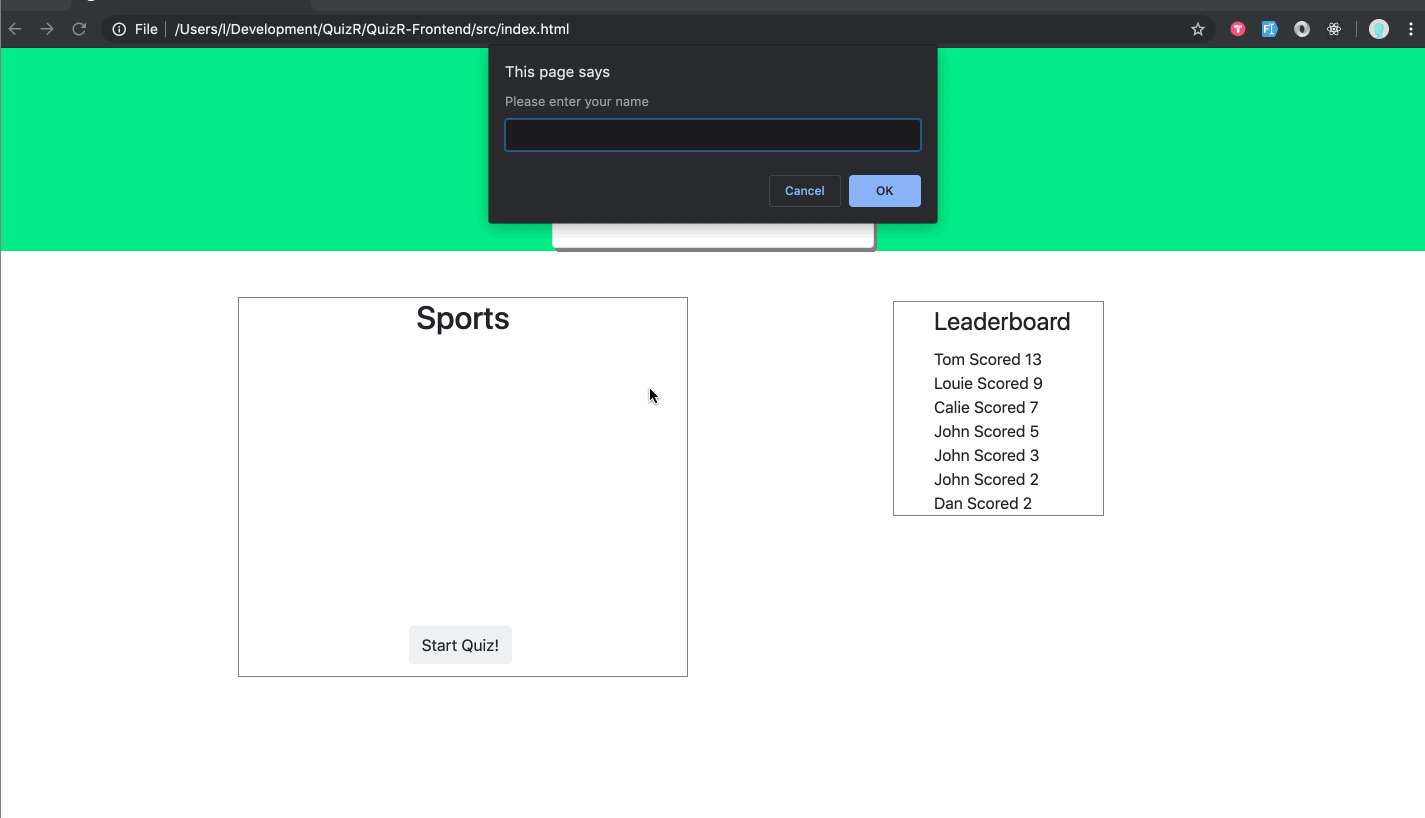 File /Users/l/Development/QuizR/QuizR-Frontend/src/index.html
This page says
Please enter your name
Cancel OK
Sports
Start Quiz!
Leaderboard
Tom Scored 13
Louie Scored 9
Calie Scored 7
John Scored 5
John Scored 3
John Scored 2
Dan Scored 2